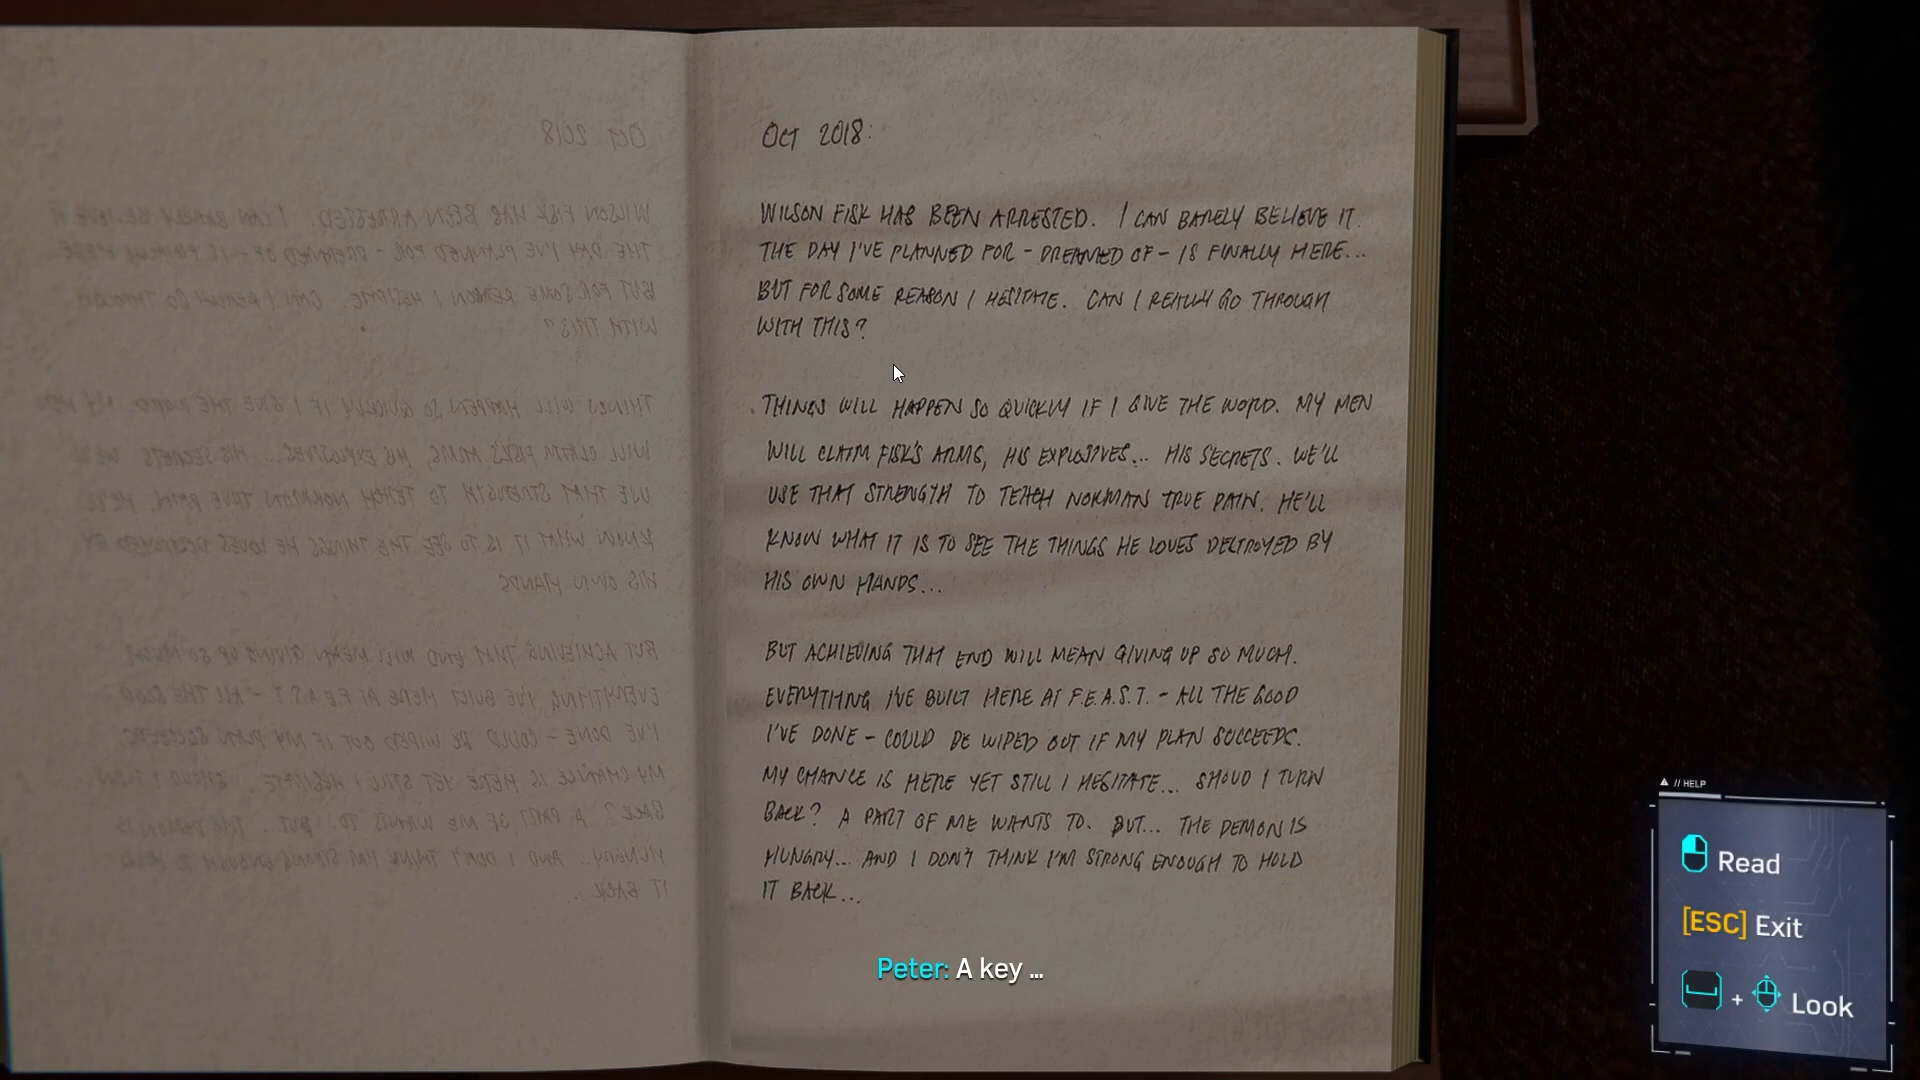 OCT 2018:
WILSON FISK HAS BEEN ARRESTED. I CAN BARELY BELIEVE IT.
THE DAY I'VE PLANNED FOR - DREAMED OF - IS FINALLY HERE...
BUT FOR SOME REASON I HESITATE. CAN I REALLY GO THROUGH
WITH THIS?
THINGS WILL HAPPEN SO QUICKLY IF I GIVE THE WORD. MY MEN
WILL CLAIM FISK'S ARMS, HIS EXPLOSIVES... HIS SECRETS. WE'LL
USE THAT STRENGTH TO TEACH NORMAN TRUE PAIN. HE'LL
KNOW WHAT IT IS TO SEE THE THINGS HE LOVES DESTROYED BY
HIS OWN HANDS...
BUT ACHIEVING THAT END WILL MEAN GIVING UP SO MUCH.
EVERYTHING I'VE BUILT HERE AT F.E.A.S.T. - ALL THE GOOD
I'VE DONE - COULD BE WIPED OUT IF MY PLAN SUCCEEDS.
MY CHANCE IS HERE YET STILL I HESITATE... SHOUD I TURN
BACK? A PART OF ME WANTS TO. BUT... THE DEMON IS
HUNGRY... AND I DON'T THINK I'M STRONG ENOUGH TO HOLD
IT BACK...
Peter: A key ...
// HELP
Read
[ESC] Exit
+ Look